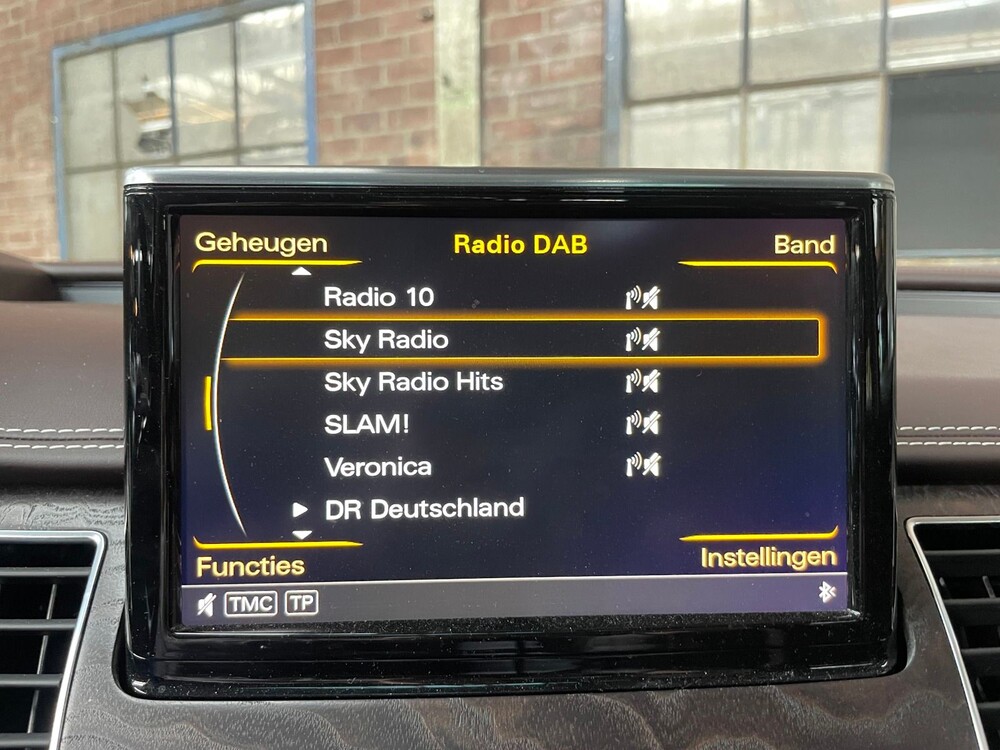 Geheugen Radio DAB Band
Radio 10
Sky Radio
Sky Radio Hits
SLAM!
Veronica
DR Deutschland
Functies Instellingen
TMC TP